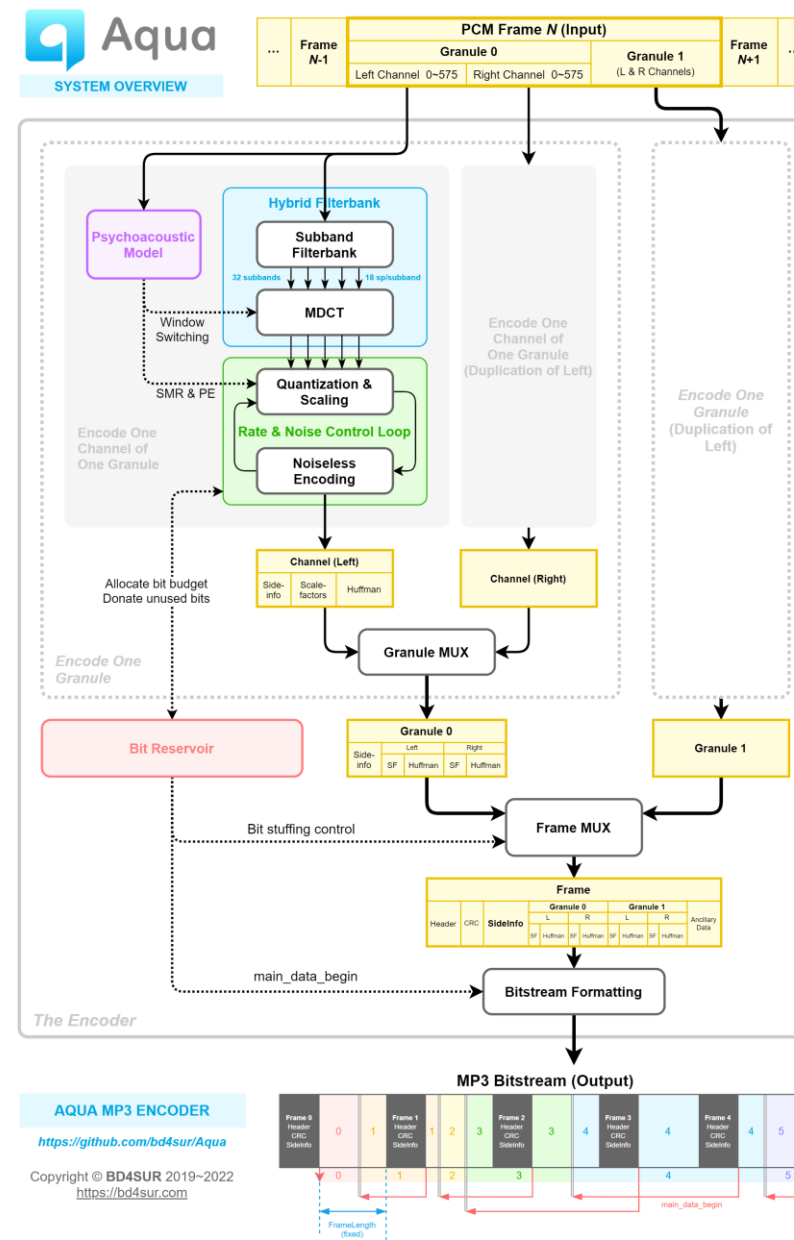 Aqua
SYSTEM OVERVIEW
PCM Frame N (Input)
...
Frame
N-1
Granule 0
Left Channel 0~575
Right Channel 0~575
Granule 1
(L & R Channels)
Frame
N+1
...
Hybrid Filterbank
Psychoacoustic
Model
Subband
Filterbank
32 subbands
18 sp/subband
MDCT
Window
Switching
Quantization &
Scaling
SMR & PE
Rate & Noise Control Loop
Noiseless
Encoding
Encode One
Channel of
One Granule
Encode One
Channel of
One Granule
(Duplication of Left)
Encode One
Granule
(Duplication of
Left)
Allocate bit budget
Donate unused bits
Channel (Left)
Side-
info
Scale-
factors
Huffman
Channel (Right)
Granule MUX
Encode One
Granule
Bit Reservoir
Granule 0
Side-
info
Left
Right
SF
Huffman
SF
Huffman
Granule 1
Bit stuffing control
Frame MUX
Frame
Header
CRC
SideInfo
Granule 0
Granule 1
L
R
L
R
SF
Huffman
SF
Huffman
SF
Huffman
SF
Huffman
Ancillary
Data
main_data_begin
Bitstream Formatting
The Encoder
MP3 Bitstream (Output)
AQUA MP3 ENCODER
https://github.com/bd4sur/Aqua
Copyright © BD4SUR 2019~2022
https://bd4sur.com
Frame 0
Header
CRC
SideInfo
0
1
Frame 1
Header
CRC
SideInfo
1
2
3
Frame 2
Header
CRC
SideInfo
3
4
Frame 3
Header
CRC
SideInfo
4
Frame 4
Header
CRC
SideInfo
4
5
0
1
2
3
4
5
main_data_begin
FrameLength
(fixed)